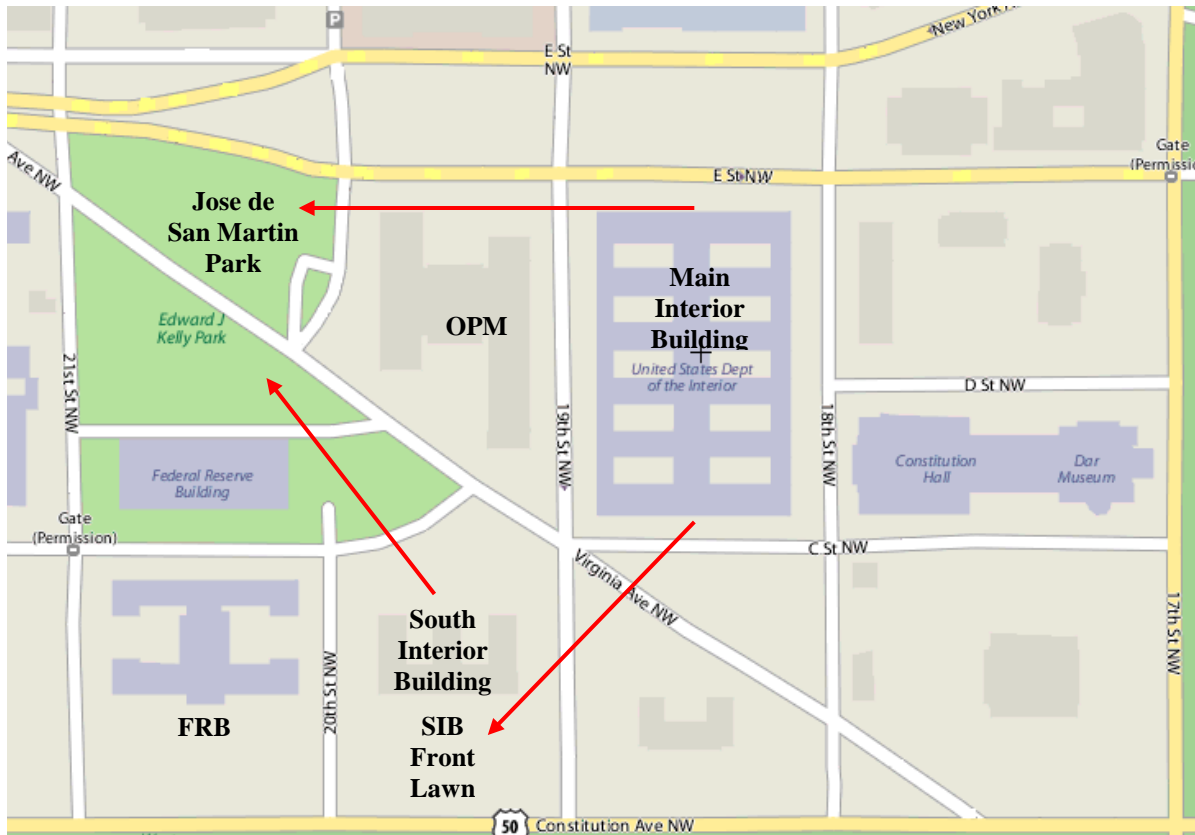 P
New York A
E St
NW
Gate
(Permissio
Ave NW
E St NW
Jose de
San Martin
Park
Main
Interior
Building
Edward J
Kelly Park
OPM
United States Dept
of the Interior
21st St NW
D St NW
19th St NW
18th St NW
Federal Reserve
Building
Constitution
Hall
Dar
Museum
Gate
(Permission)
C St NW
Virginia Ave NW
17th St NW
South
Interior
Building
20th St NW
FRB
SIB
Front
Lawn
50
Constitution Ave NW